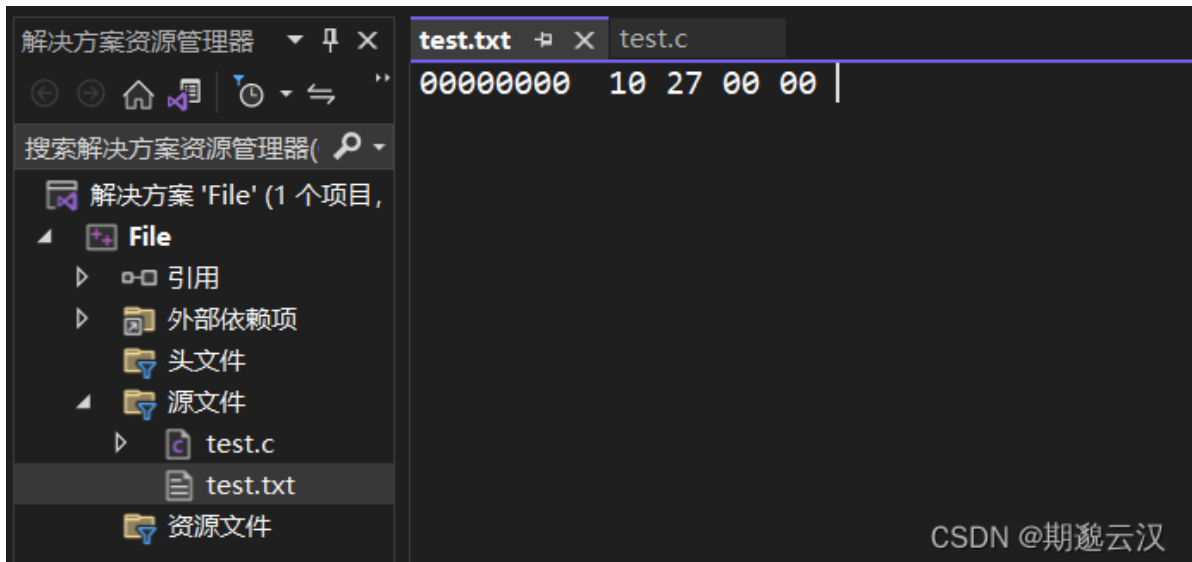 解决方案资源管理器
test.txt
test.c
00000000 10 27 00 00
搜索解决方案资源管理器(
解决方案 'File' (1 个项目,
File
引用
外部依赖项
头文件
源文件
test.c
test.txt
资源文件
CSDN @期邈云汉